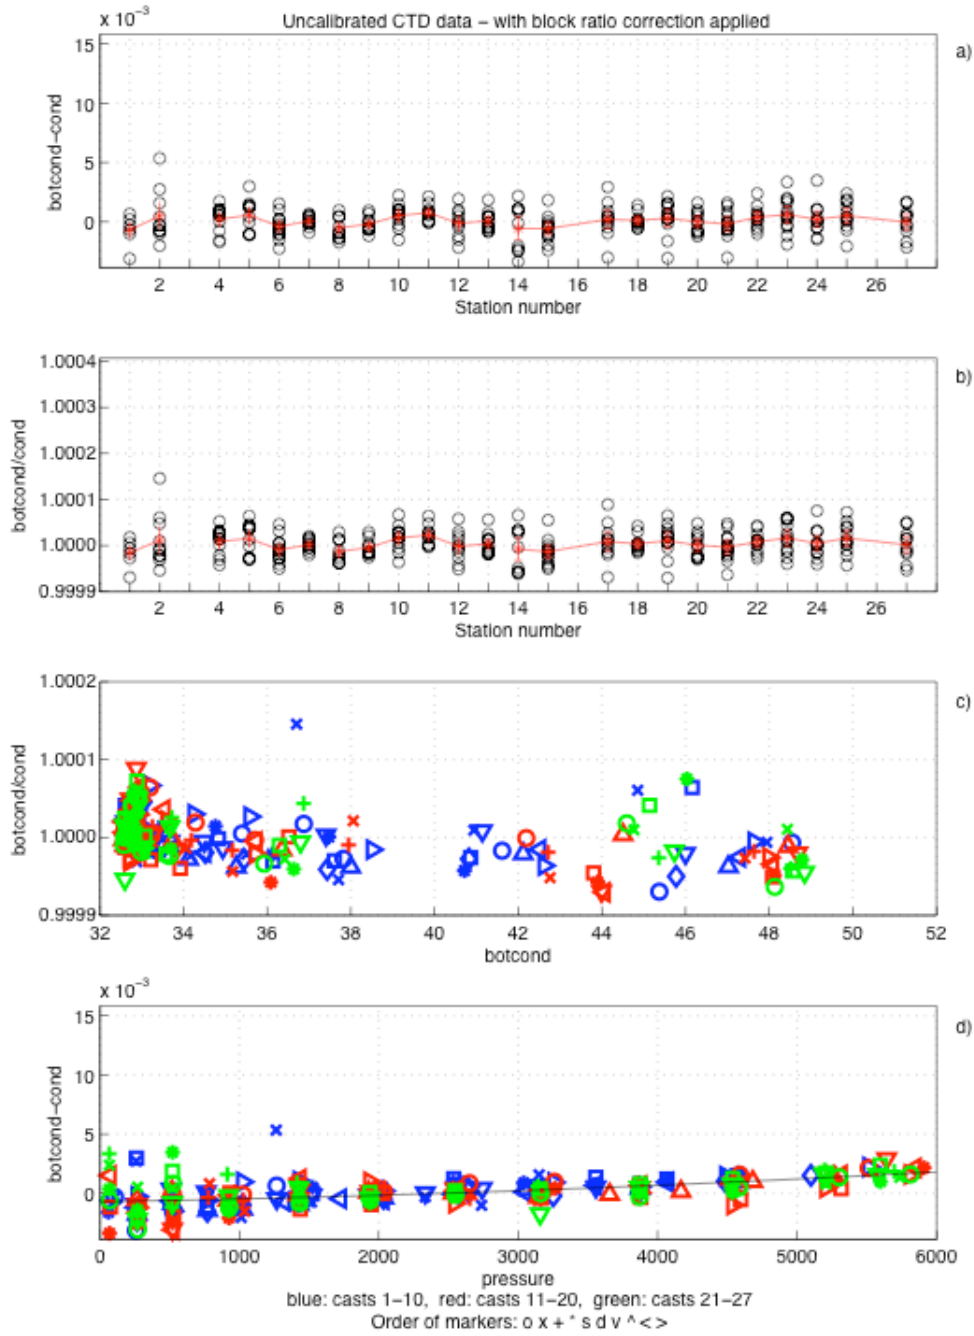 Uncalibrated CTD data – with block ratio correction applied
x 10⁻³
a)
15
10
5
0
botcond–cond
2 4 6 8 10 12 14 16 18 20 22 24 26
Station number
b)
1.0004
1.0003
1.0002
1.0001
1.0000
0.9999
botcond/cond
2 4 6 8 10 12 14 16 18 20 22 24 26
Station number
c)
1.0002
1.0001
1.0000
0.9999
botcond/cond
32 34 36 38 40 42 44 46 48 50 52
botcond
x 10⁻³
d)
15
10
5
0
botcond–cond
0 1000 2000 3000 4000 5000 6000
pressure
blue: casts 1–10, red: casts 11–20, green: casts 21–27
Order of markers: o x + * s d v ^ < >